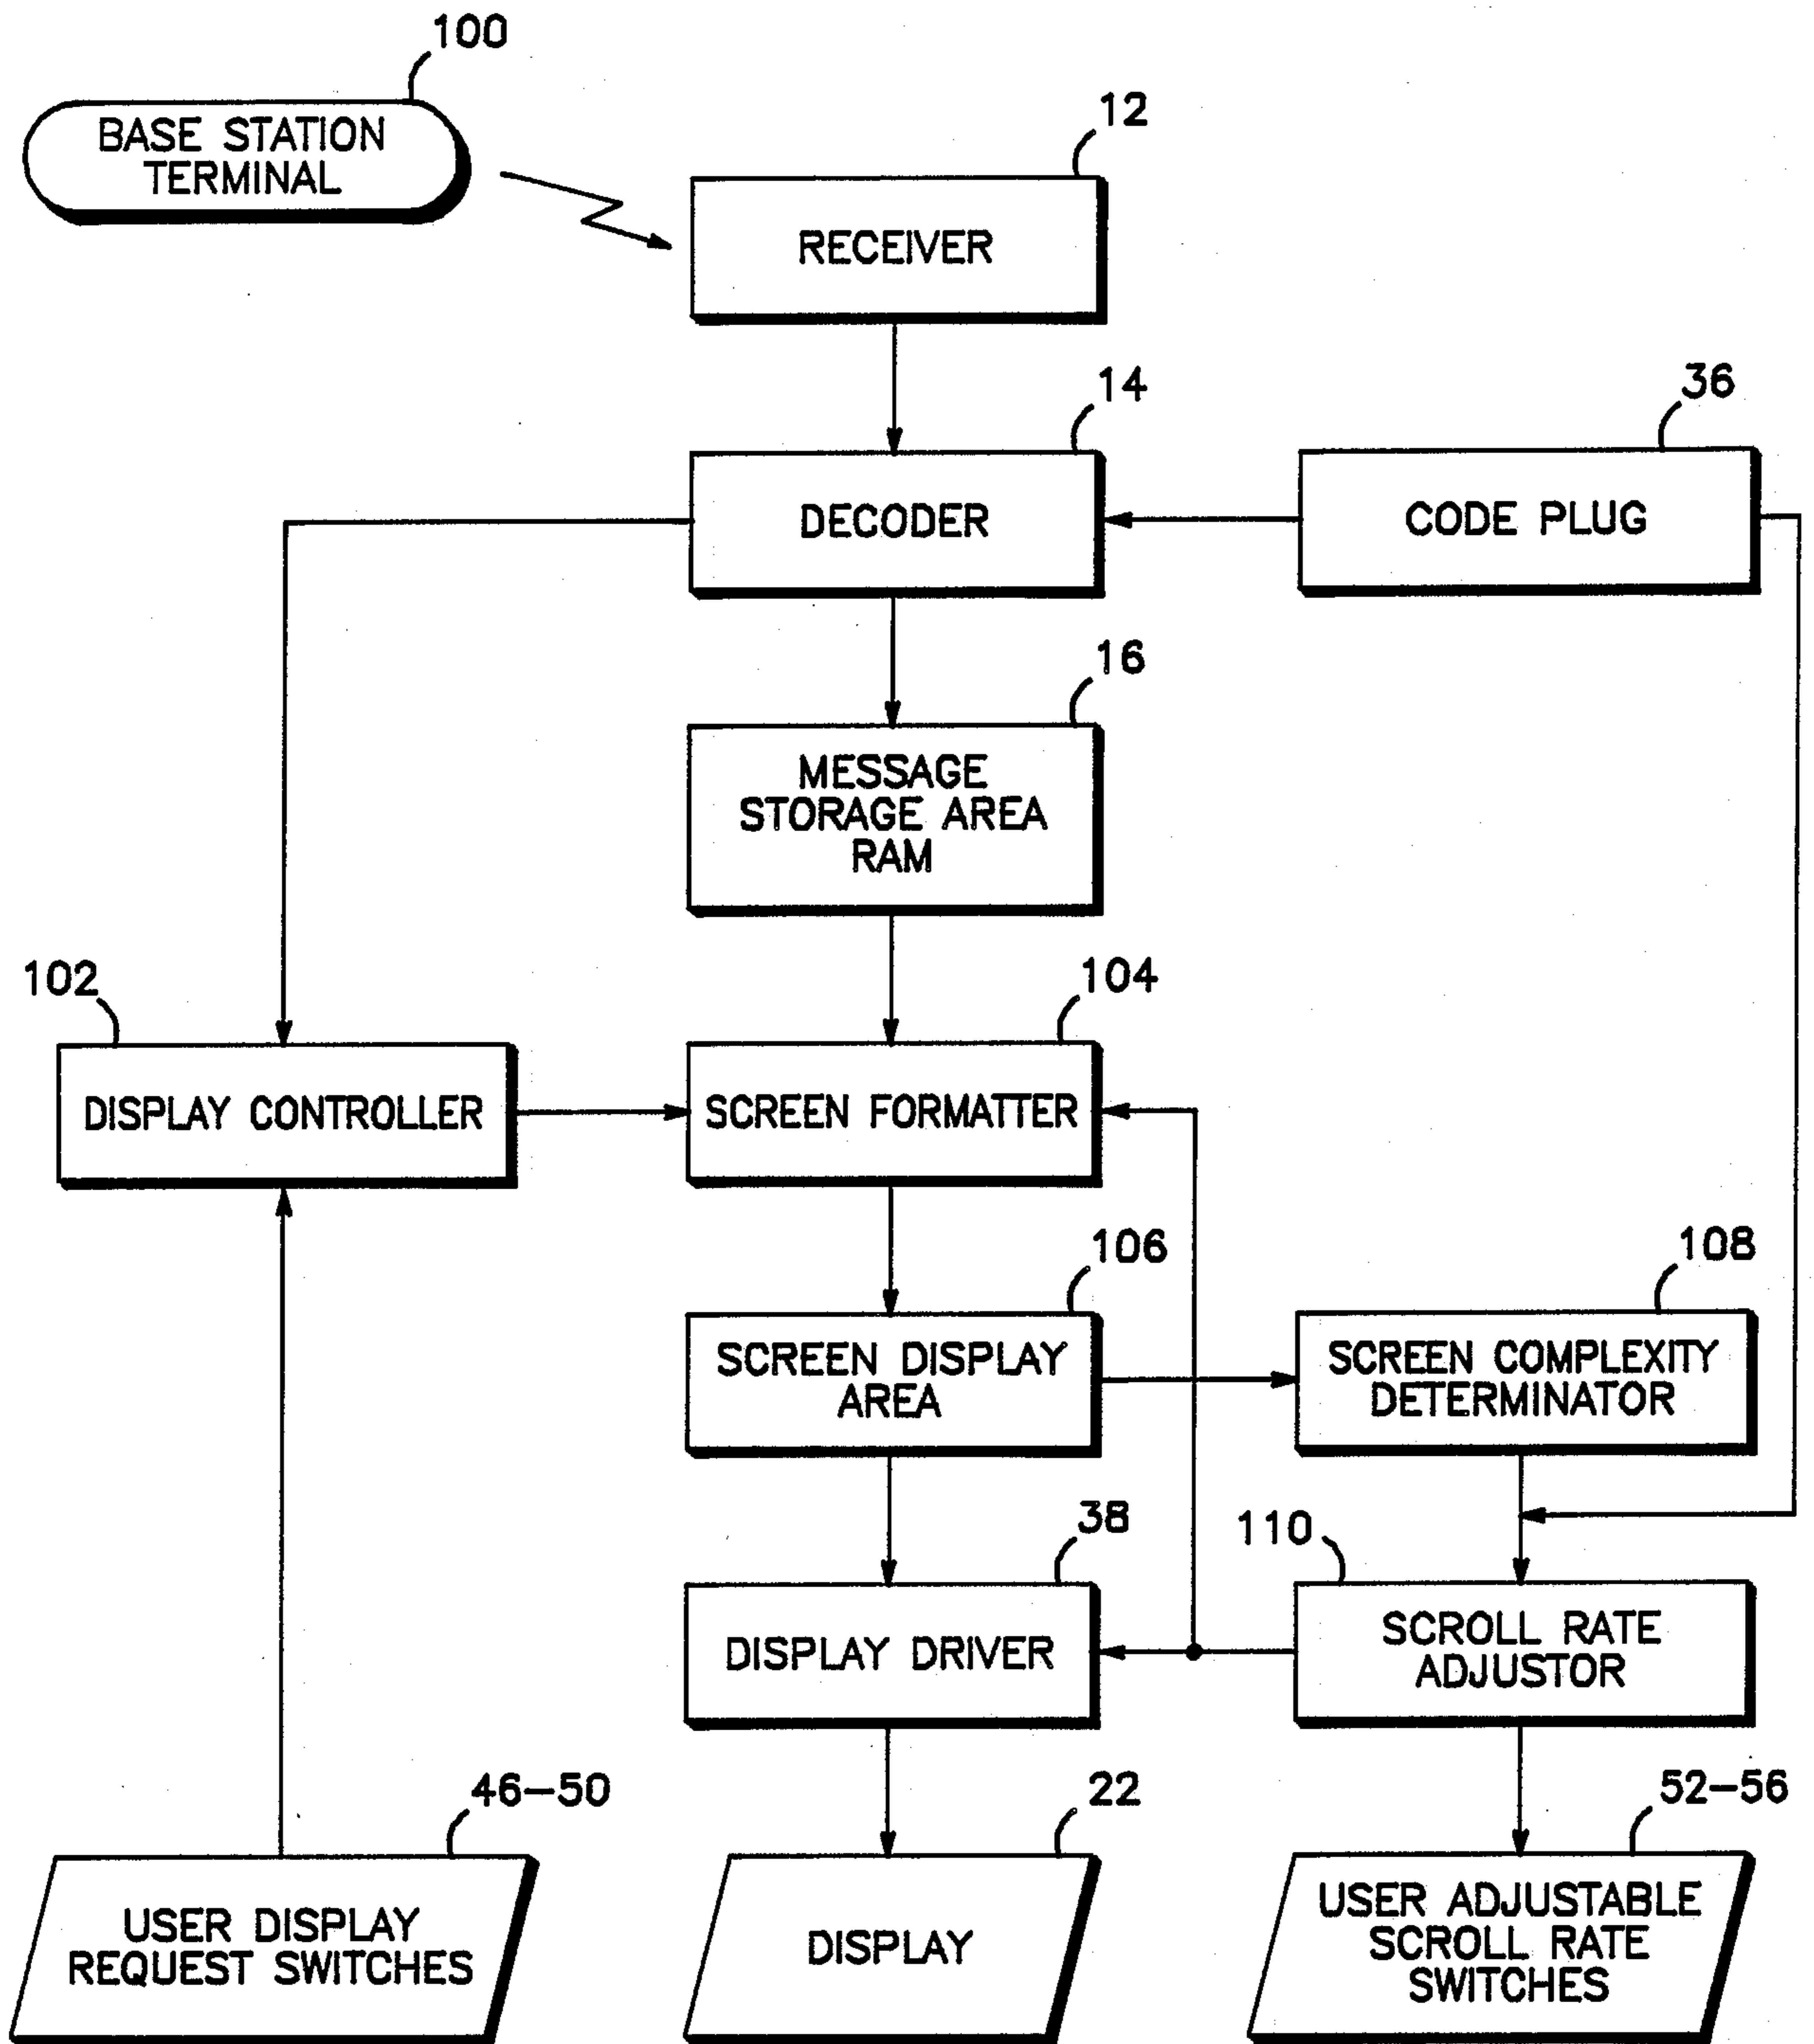 100
BASE STATION
TERMINAL
12
RECEIVER
14
DECODER
36
CODE PLUG
16
MESSAGE
STORAGE AREA
RAM
102
DISPLAY CONTROLLER
104
SCREEN FORMATTER
106
SCREEN DISPLAY
AREA
108
SCREEN COMPLEXITY
DETERMINATOR
38
DISPLAY DRIVER
110
SCROLL RATE
ADJUSTOR
46-50
USER DISPLAY
REQUEST SWITCHES
22
DISPLAY
52-56
USER ADJUSTABLE
SCROLL RATE
SWITCHES